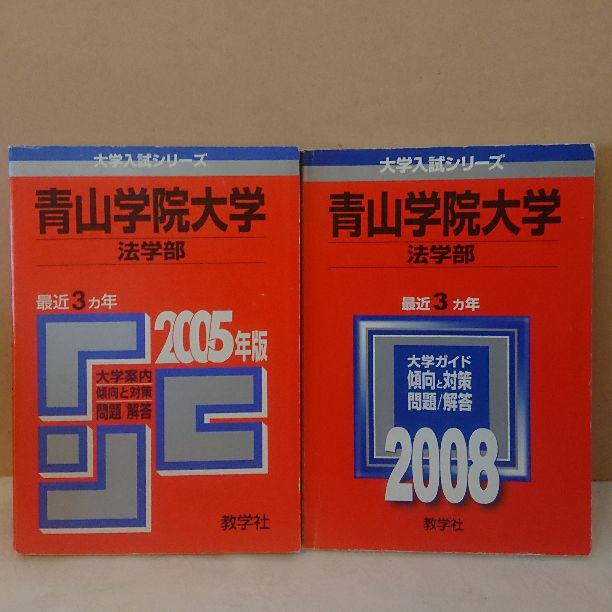 大学入試シリーズ
青山学院大学
法学部
最近3ヵ年
2005年版
大学案内
傾向と対策
問題 解答
教学社
大学入試シリーズ
青山学院大学
法学部
最近3ヵ年
大学ガイド
傾向と対策
問題/解答
2008
教学社